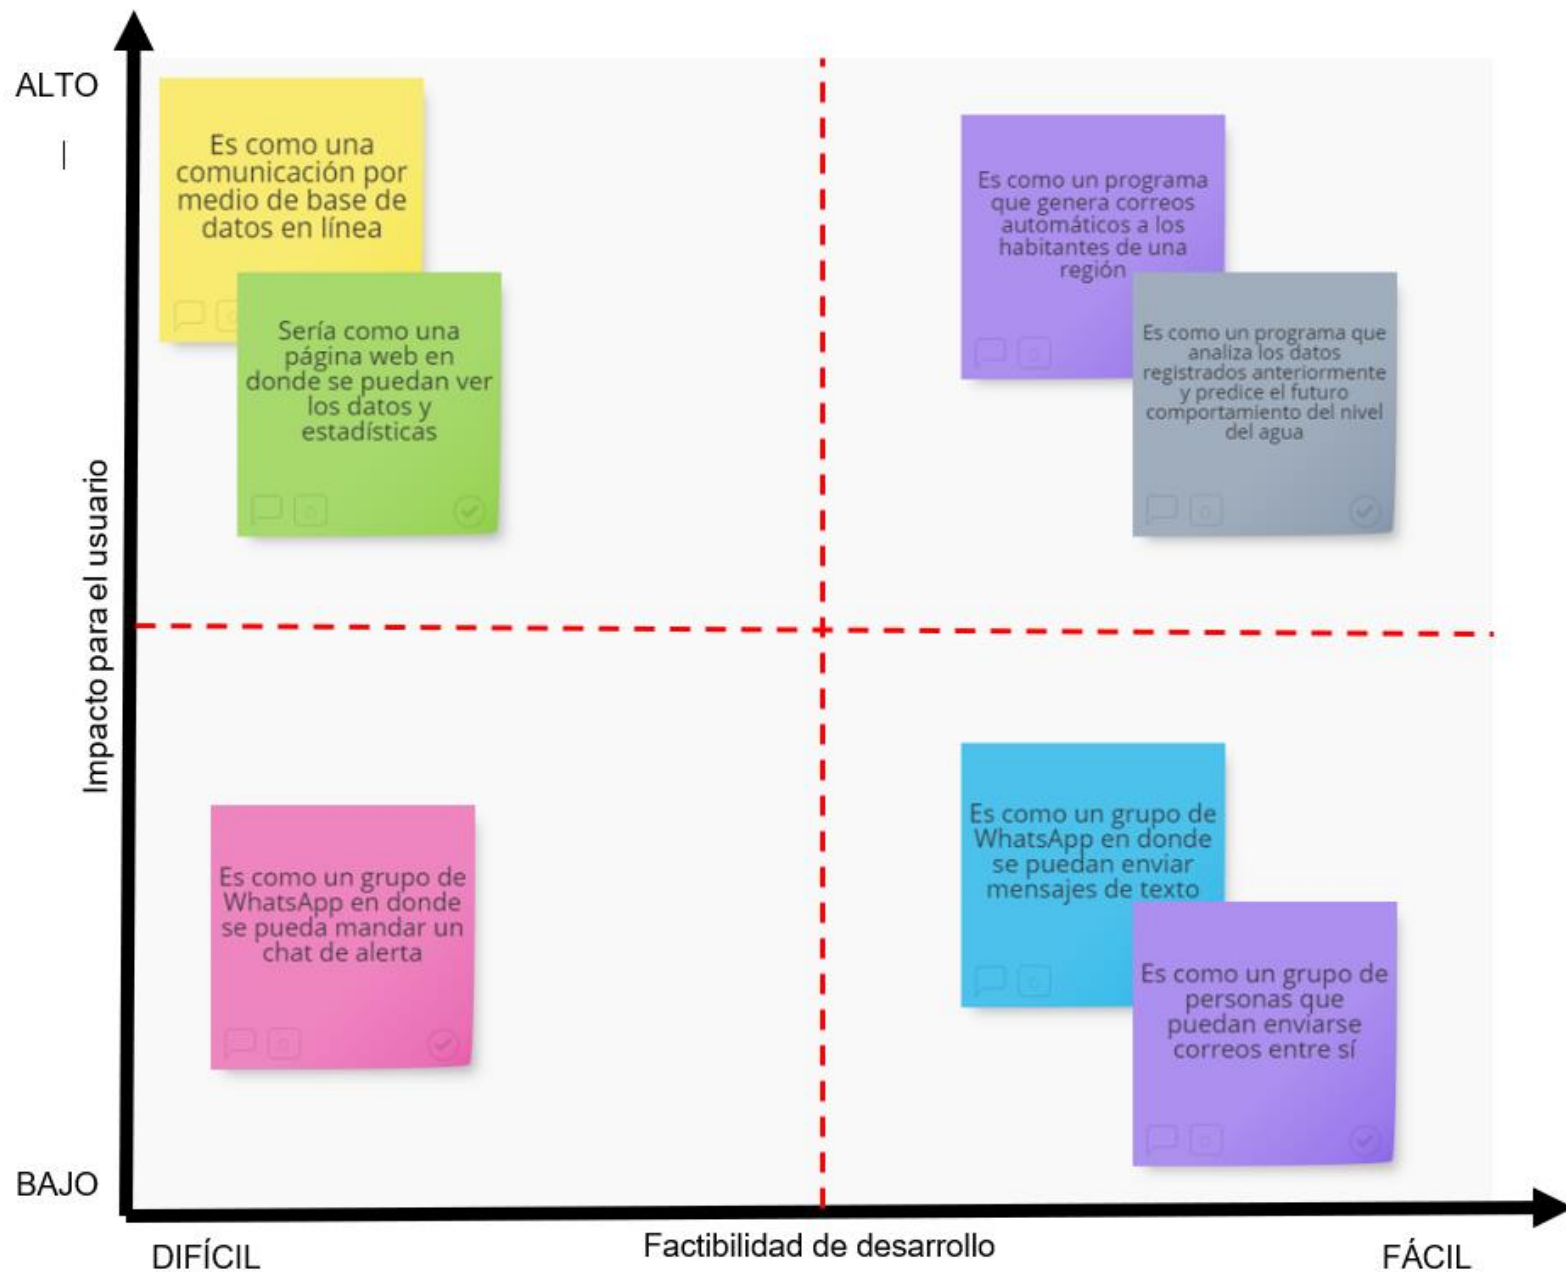 ALTO
Es como una
comunicación por
medio de base de
datos en línea
Sería como una
página web en
donde se puedan ver
los datos y
estadísticas
Es como un programa
que genera correos
automáticos a los
habitantes de una
región
Es como un programa que
analiza los datos
registrados anteriormente
y predice el futuro
comportamiento del nivel
del agua
Impacto para el usuario
Es como un grupo de
WhatsApp en donde
se pueda mandar un
chat de alerta
Es como un grupo de
WhatsApp en donde
se puedan enviar
mensajes de texto
Es como un grupo de
personas que
puedan enviarse
correos entre sí
BAJO
DIFÍCIL
Factibilidad de desarrollo
FÁCIL